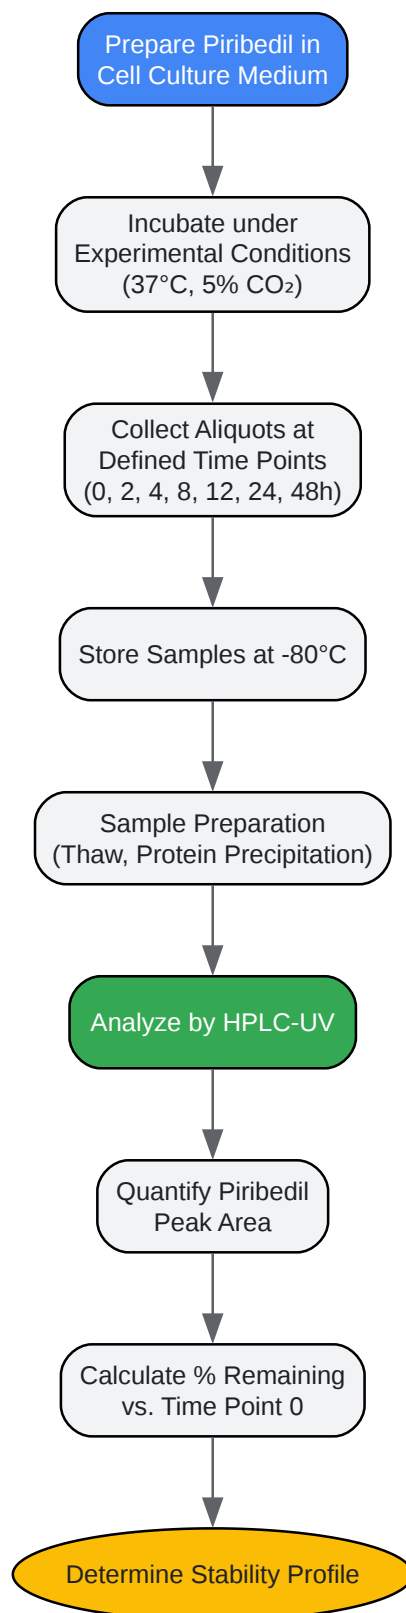 Prepare Piribedil in
Cell Culture Medium
Incubate under
Experimental Conditions
(37°C, 5% CO₂)
Collect Aliquots at
Defined Time Points
(0, 2, 4, 8, 12, 24, 48h)
Store Samples at -80°C
Sample Preparation
(Thaw, Protein Precipitation)
Analyze by HPLC-UV
Quantify Piribedil
Peak Area
Calculate % Remaining
vs. Time Point 0
Determine Stability Profile